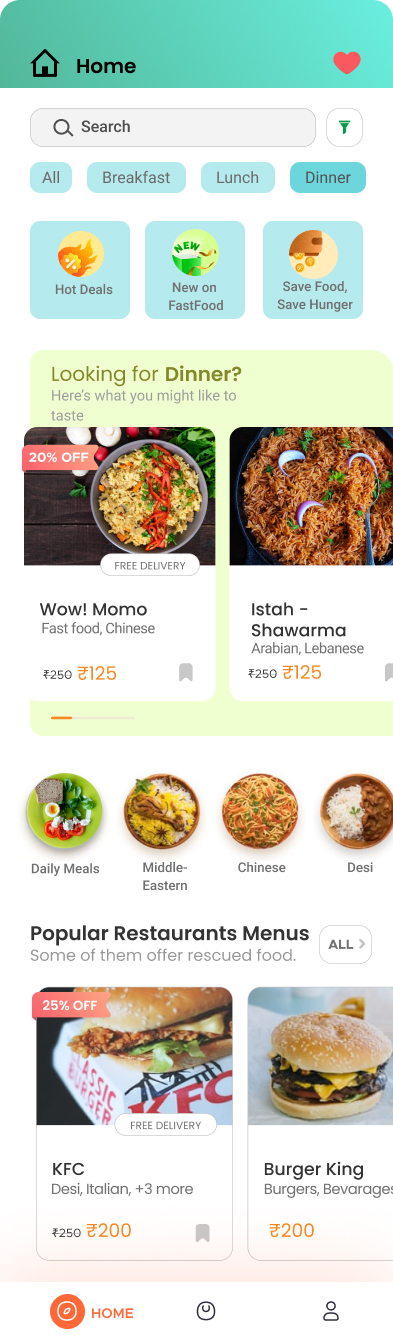 Home
Search
All
Breakfast
Lunch
Dinner
Hot Deals
NEW
New on
FastFood
Save Food,
Save Hunger
Looking for Dinner?
Here's what you might like to
taste
20% OFF
FREE DELIVERY
Wow! Momo
Fast food, Chinese
₹250 ₹125
Istah -
Shawarma
Arabian, Lebanese
₹250 ₹125
Daily Meals
Middle-
Eastern
Chinese
Desi
Popular Restaurants Menus
Some of them offer rescued food.
ALL
25% OFF
CLASSIC
BURGER
KFC
FREE DELIVERY
KFC
Desi, Italian, +3 more
₹250 ₹200
Burger King
Burgers, Bevarages
₹200
HOME